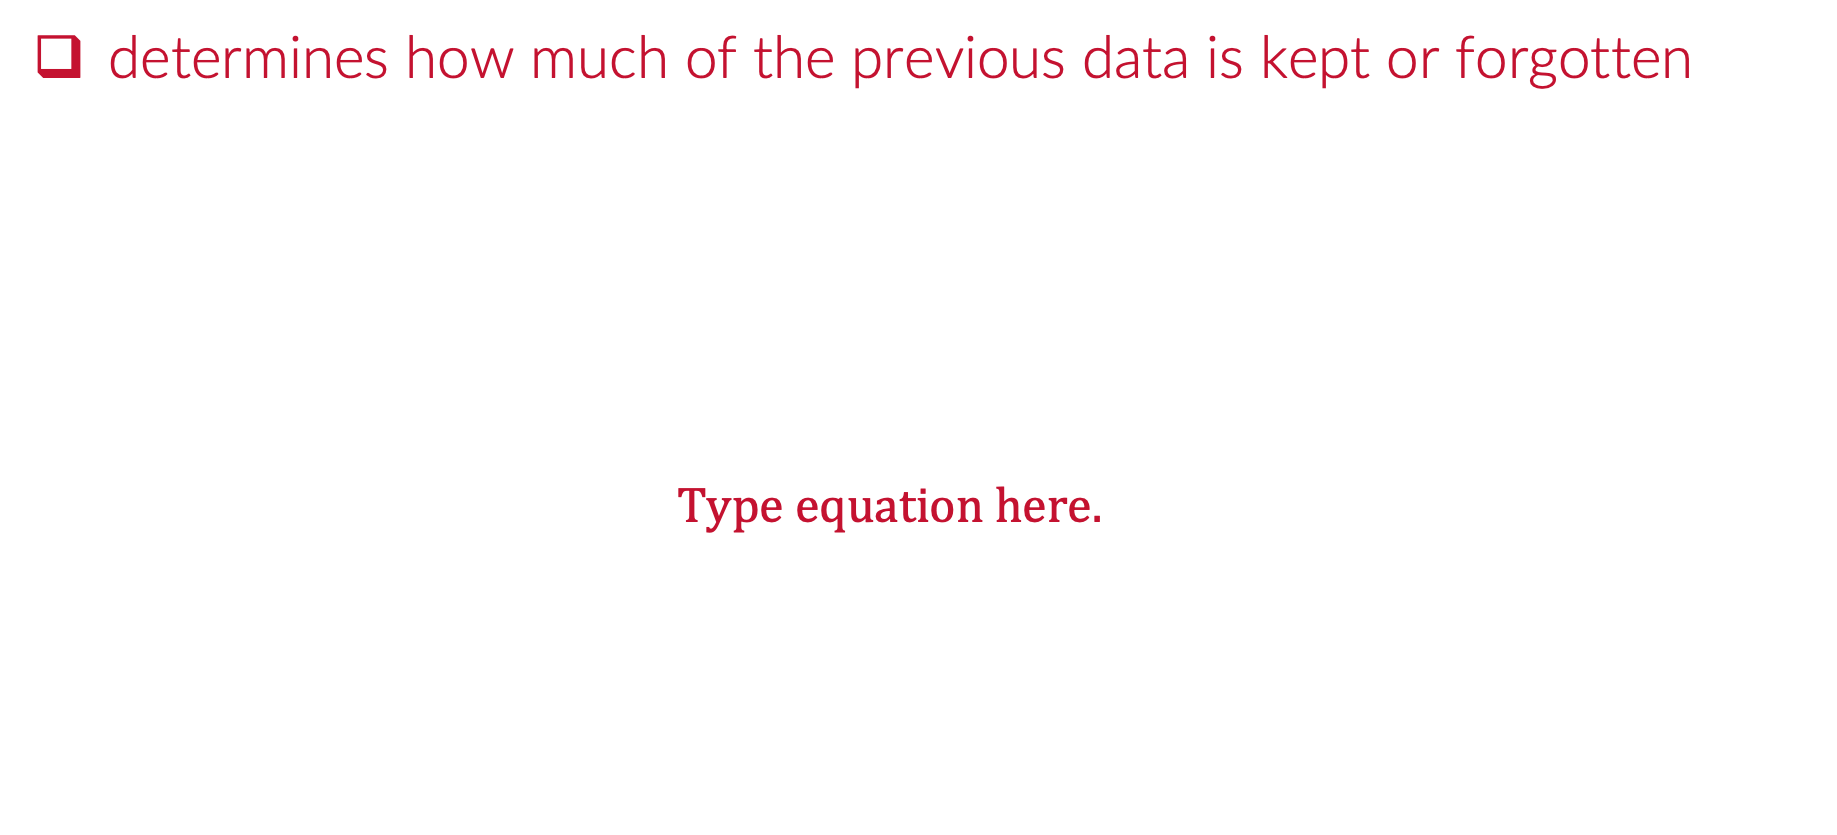 determines how much of the previous data is kept or forgotten
Type equation here.